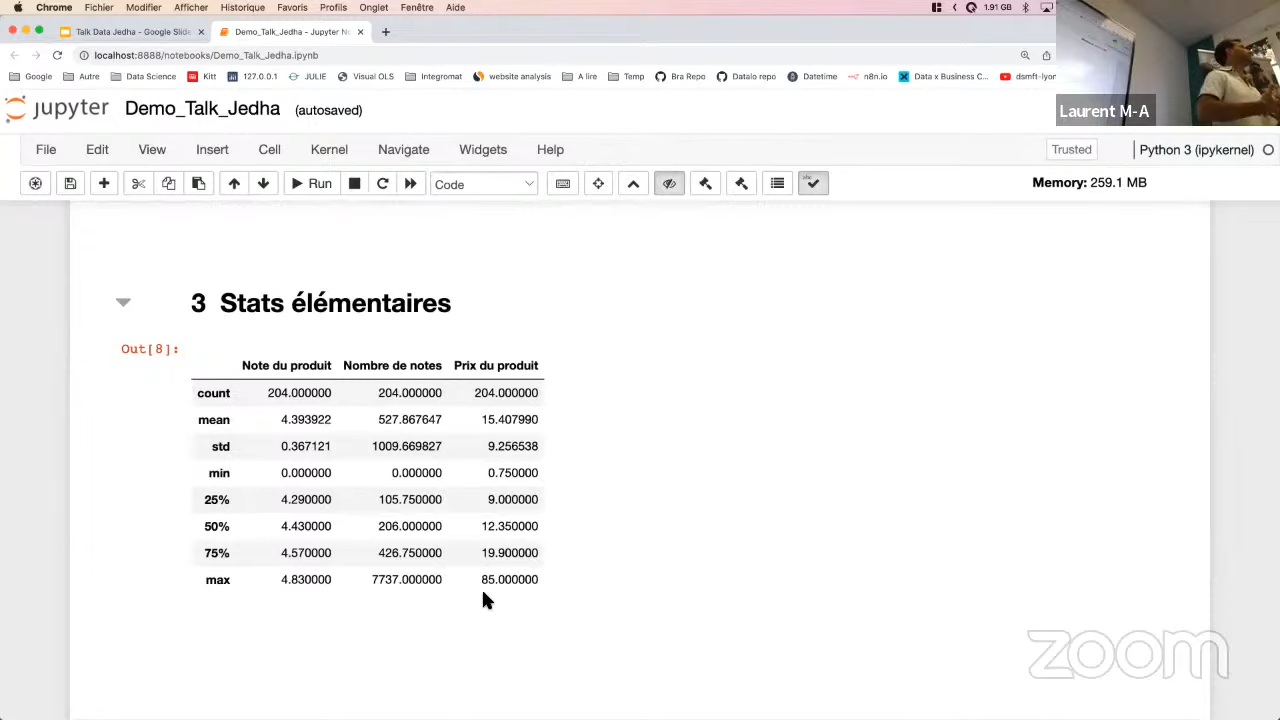 Chrome Fichier Modifier Afficher Historique Favoris Profils Onglet Fenêtre Aide 1.91 GB
Talk Data Jedha - Google Slide
Demo_Talk_Jedha - Jupyter No
localhost:8888/notebooks/Demo_Talk_Jedha.ipynb
Google Autre Data Science Kitt 127.0.0.1 JULIE Visual OLS Integromat website analysis A lire Temp Bra Repo Datalo repo Datetime n8n.io Data x Business C... dsmft-lyon
Laurent M-A
jupyter Demo_Talk_Jedha (autosaved)
File Edit View Insert Cell Kernel Navigate Widgets Help Trusted Python 3 (ipykernel)
Run Code Memory: 259.1 MB
3 Stats élémentaires
Out[8]:
Note du produit Nombre de notes Prix du produit
count 204.000000 204.000000 204.000000
mean 4.393922 527.867647 15.407990
std 0.367121 1009.669827 9.256538
min 0.000000 0.000000 0.750000
25% 4.290000 105.750000 9.000000
50% 4.430000 206.000000 12.350000
75% 4.570000 426.750000 19.900000
max 4.830000 7737.000000 85.000000
zoom